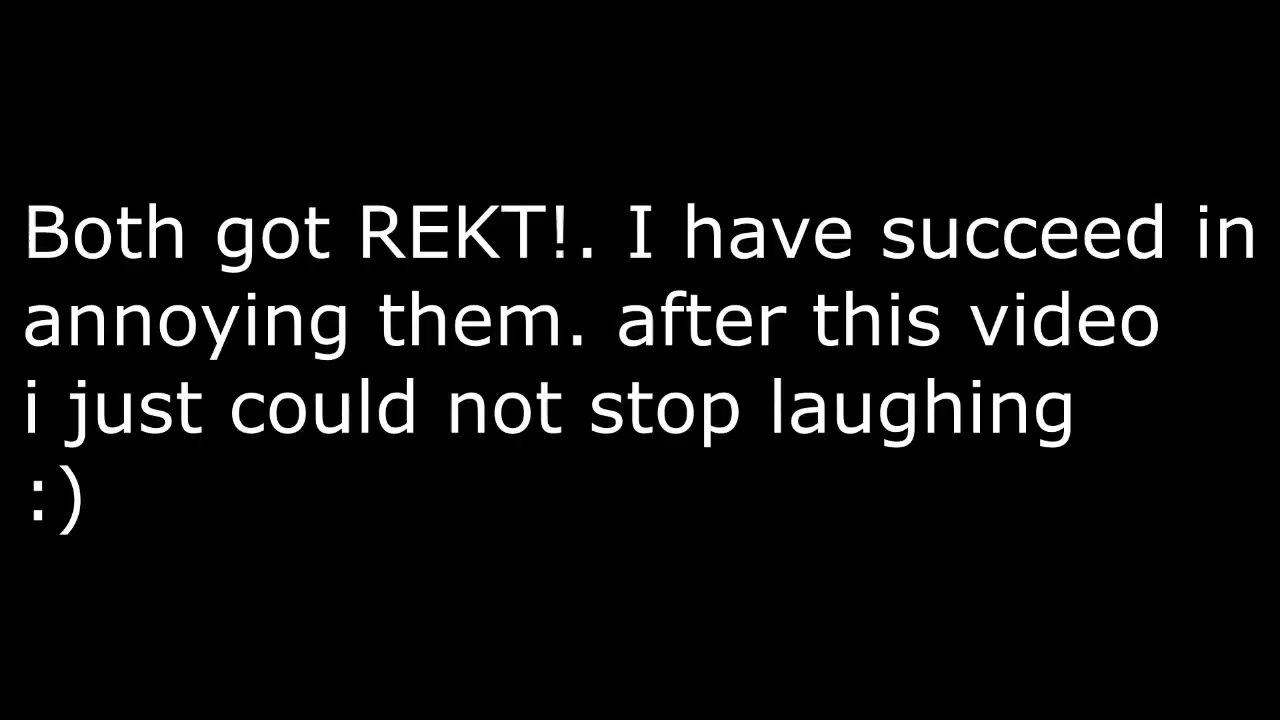 Both got REKT!. I have succeed in
annoying them. after this video
i just could not stop laughing
:)